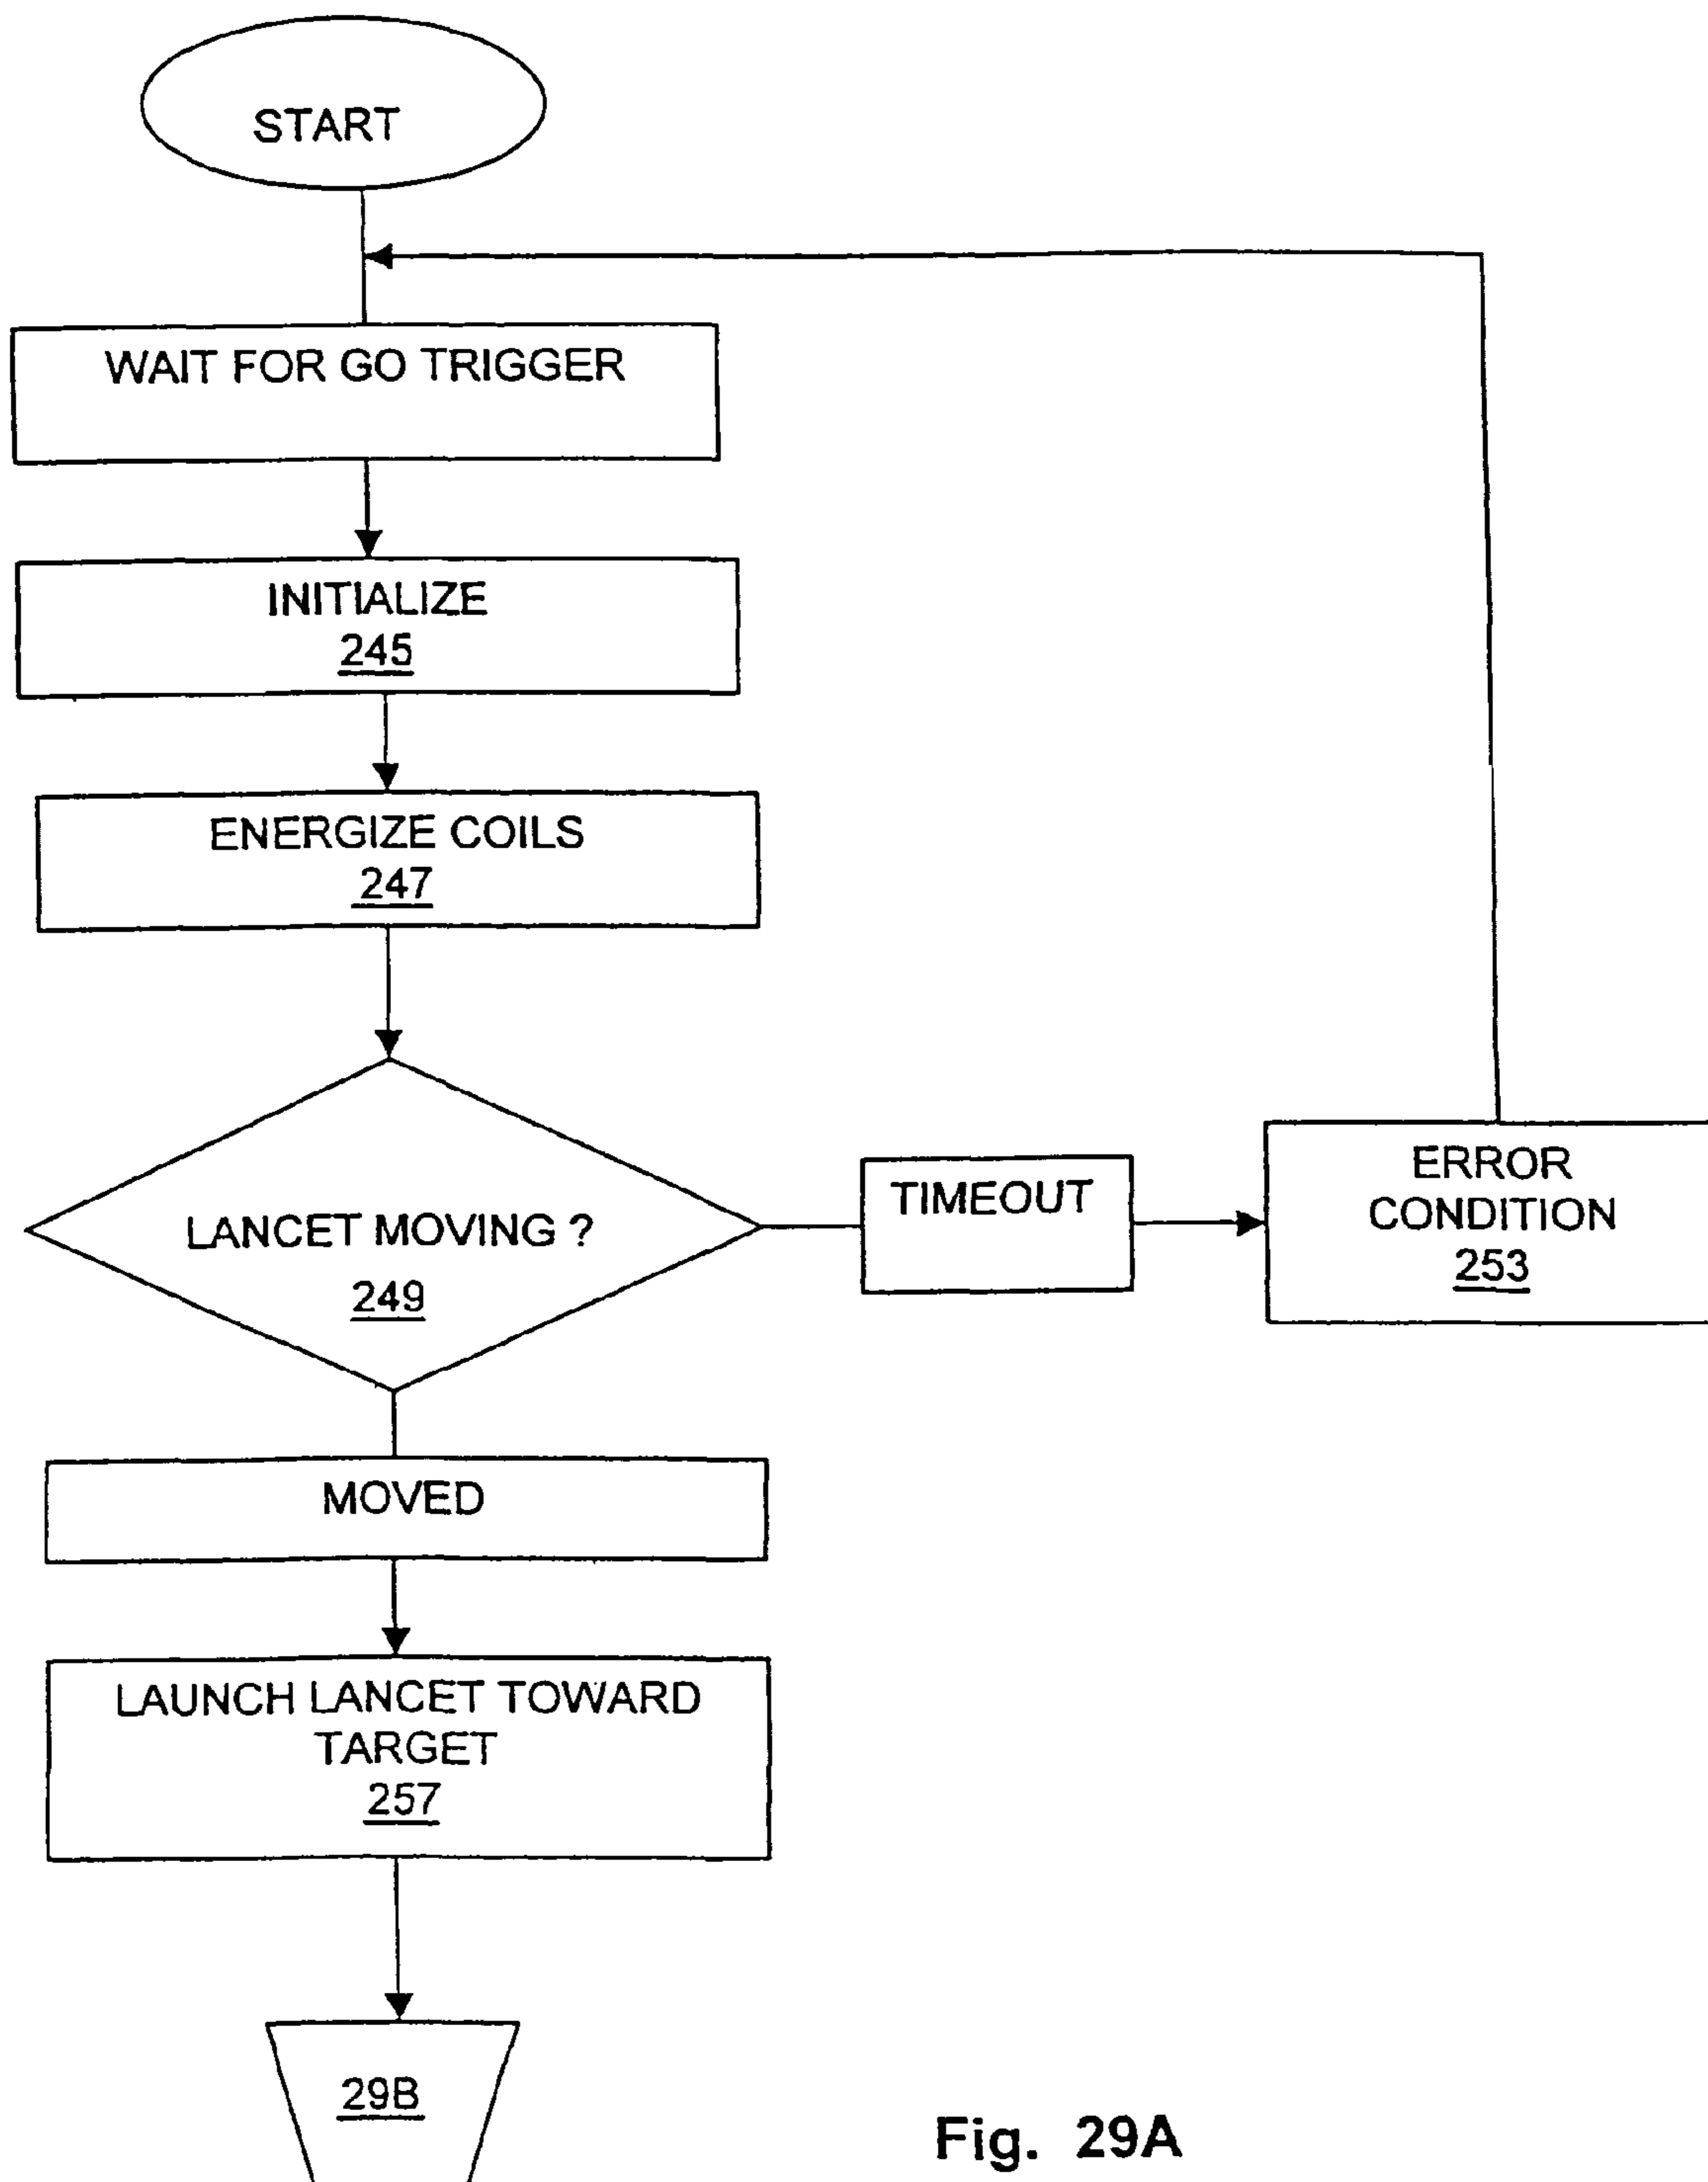 START
WAIT FOR GO TRIGGER
INITIALIZE
245
ENERGIZE COILS
247
LANCET MOVING ?
249
TIMEOUT
ERROR
CONDITION
253
MOVED
LAUNCH LANCET TOWARD
TARGET
257
29B
Fig. 29A